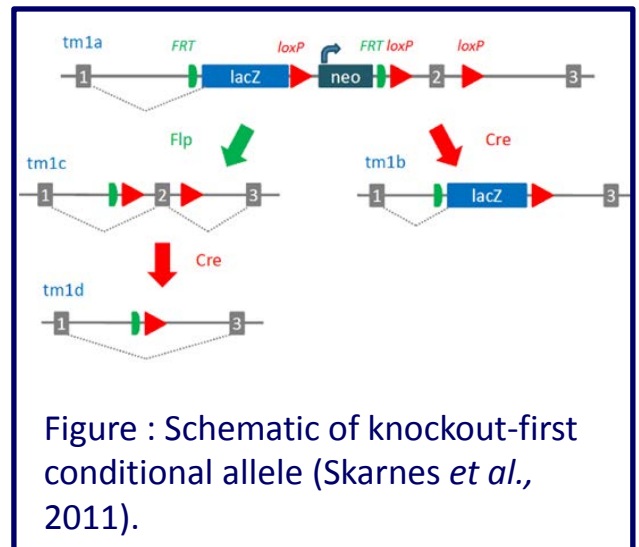 tm1a
FRT loxP FRT loxP loxP
1 lacZ neo 2 3
Flp Cre
tm1c tm1b
1 2 3 1 lacZ 3
Cre
tm1d
1 3
Figure : Schematic of knockout-first
conditional allele (Skarnes et al.,
2011).